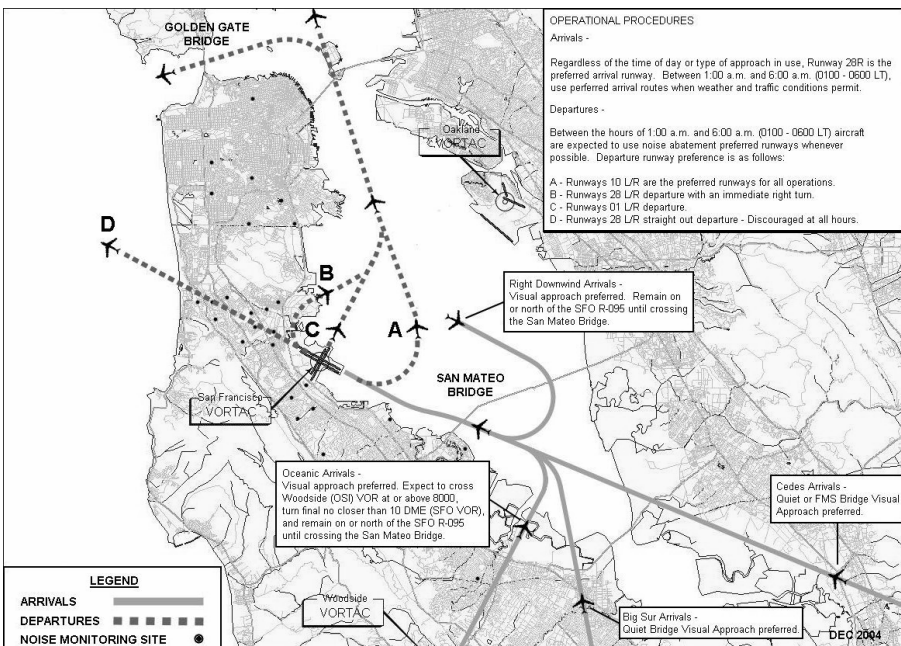 GOLDEN GATE
BRIDGE
OPERATIONAL PROCEDURES
Arrivals -
Regardless of the time of day or type of approach in use, Runway 28R is the
preferred arrival runway. Between 1:00 a.m. and 6:00 a.m. (0100 - 0600 LT),
use perferred arrival routes when weather and traffic conditions permit.
Departures -
Between the hours of 1:00 a.m. and 6:00 a.m. (0100 - 0600 LT) aircraft
are expected to use noise abatement preferred runways whenever
possible. Departure runway preference is as follows:
A - Runways 10 L/R are the preferred runways for all operations.
B - Runways 28 L/R departure with an immediate right turn.
C - Runways 01 L/R departure.
D - Runways 28 L/R straight out departure - Discouraged at all hours.
Oakland
VORTAC
D
B
C
A
Right Downwind Arrivals -
Visual approach preferred. Remain on
or north of the SFO R-095 until crossing
the San Mateo Bridge.
SAN MATEO
BRIDGE
San Francisco
VORTAC
Oceanic Arrivals -
Visual approach preferred. Expect to cross
Woodside (OSI) VOR at or above 8000,
turn final no closer than 10 DME (SFO VOR),
and remain on or north of the SFO R-095
until crossing the San Mateo Bridge.
Cedes Arrivals -
Quiet or FMS Bridge Visual
Approach preferred.
LEGEND
ARRIVALS
DEPARTURES
NOISE MONITORING SITE
Woodside
VORTAC
Big Sur Arrivals -
Quiet Bridge Visual Approach preferred.
DEC 2004